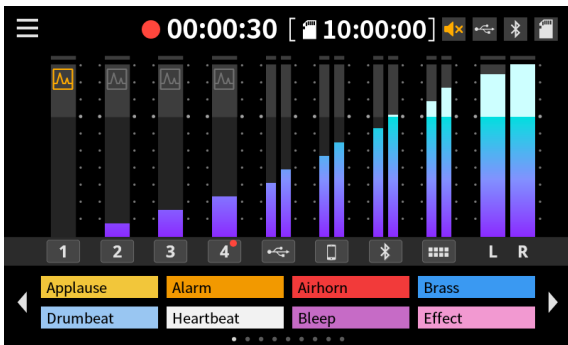 00:00:30 [10:00:00]
1 2 3 4 L R
Applause Alarm Airhorn Brass
Drumbeat Heartbeat Bleep Effect